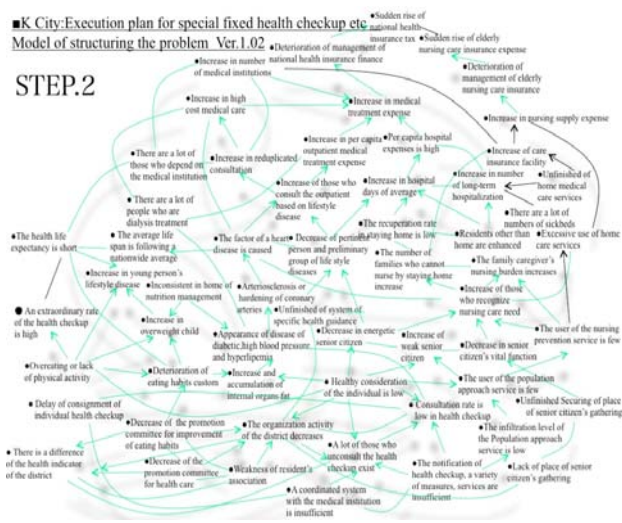 ■K City:Execution plan for special fixed health checkup etc
Model of structuring the problem Ver.1.02
STEP.2
●Sudden rise of
national health
insurance tax
●Sudden rise of elderly
nursing care insurance expense
●Deterioration of management of
national health insurance finance
●Increase in number
of medical institutions
●Deterioration of
management of elderly
nursing care insurance
●Increase in high
cost medical care
●Increase in medical
treatment expense
●Increase in nursing supply expense
●Increase in per capita
outpatient medical
treatment expense
●Per capita hospital
expenses is high
●There are a lot of
those who depend on
the medical institution
●Increase in reduplicated
consultation
●Increase of care
insurance facility
●Increase of those who
consult the outpatient
based on lifestyle
disease
●Increase in hospital
days of average
●Increase in number
of long-term
hospitalization
●Unfinished of
home medical
care services
●There are a lot of
people who are
dialysis treatment
●There are a lot of
numbers of sickbeds
●The health life
expectancy is short
●The average life
span is following a
nationwide average
●The factor of a heart
disease is caused
●Decrease of pertinent
person and preliminary
group of life style
diseases
●The recuperation rate
in staying home is low
●Residents other than
home are enhanced
●Excessive use of home
care services
●The number of
families who cannot
nurse by staying home
increase
●The family caregiver's
nursing burden increases
●Increase in young person's
lifestyle disease
●Inconsistent in home of
nutrition management
●Arteriosclerosis or
hardening of coronary
arteries
●Increase of those
who recognize
nursing care need
●An extraordinary rate
of the health checkup
is high
●Increase in
overweight child
●Unfinished of system of
specific health guidance
●Appearance of disease of
diabetic,high blood pressure
and hyperlipemia
●Decrease in energetic
senior citizen
●Increase of
weak senior
citizen
●The user of the nursing
prevention service is few
●Decrease in senior
citizen's vital function
●Overeating or lack
of physical activity
●Deterioration of
eating habits custom
●Increase and
accumulation of
internal organs fat
●Healthy consideration
of the individual is low
●The user of the population
approach service is few
●Delay of consignment of
individual health checkup
●Consultation rate is
low in health checkup
●Unfinished Securing of place
of senior citizen's gathering
●Decrease of the promotion
committee for improvement
of eating habits
●The organization activity
of the district decreases
●The infiltration level of
the Population approach
service is low
●There is a difference
of the health indicator
of the district
●Decrease of the
promotion committee
for health care
●Weakness of resident's
association
●A lot of those who
unconsult the health
checkup exist
●The notification of
health checkup, a variety
of measures, services are
insufficient
●Lack of place of senior
citizen's gathering
●A coordinated system
with the medical institution
is insufficient